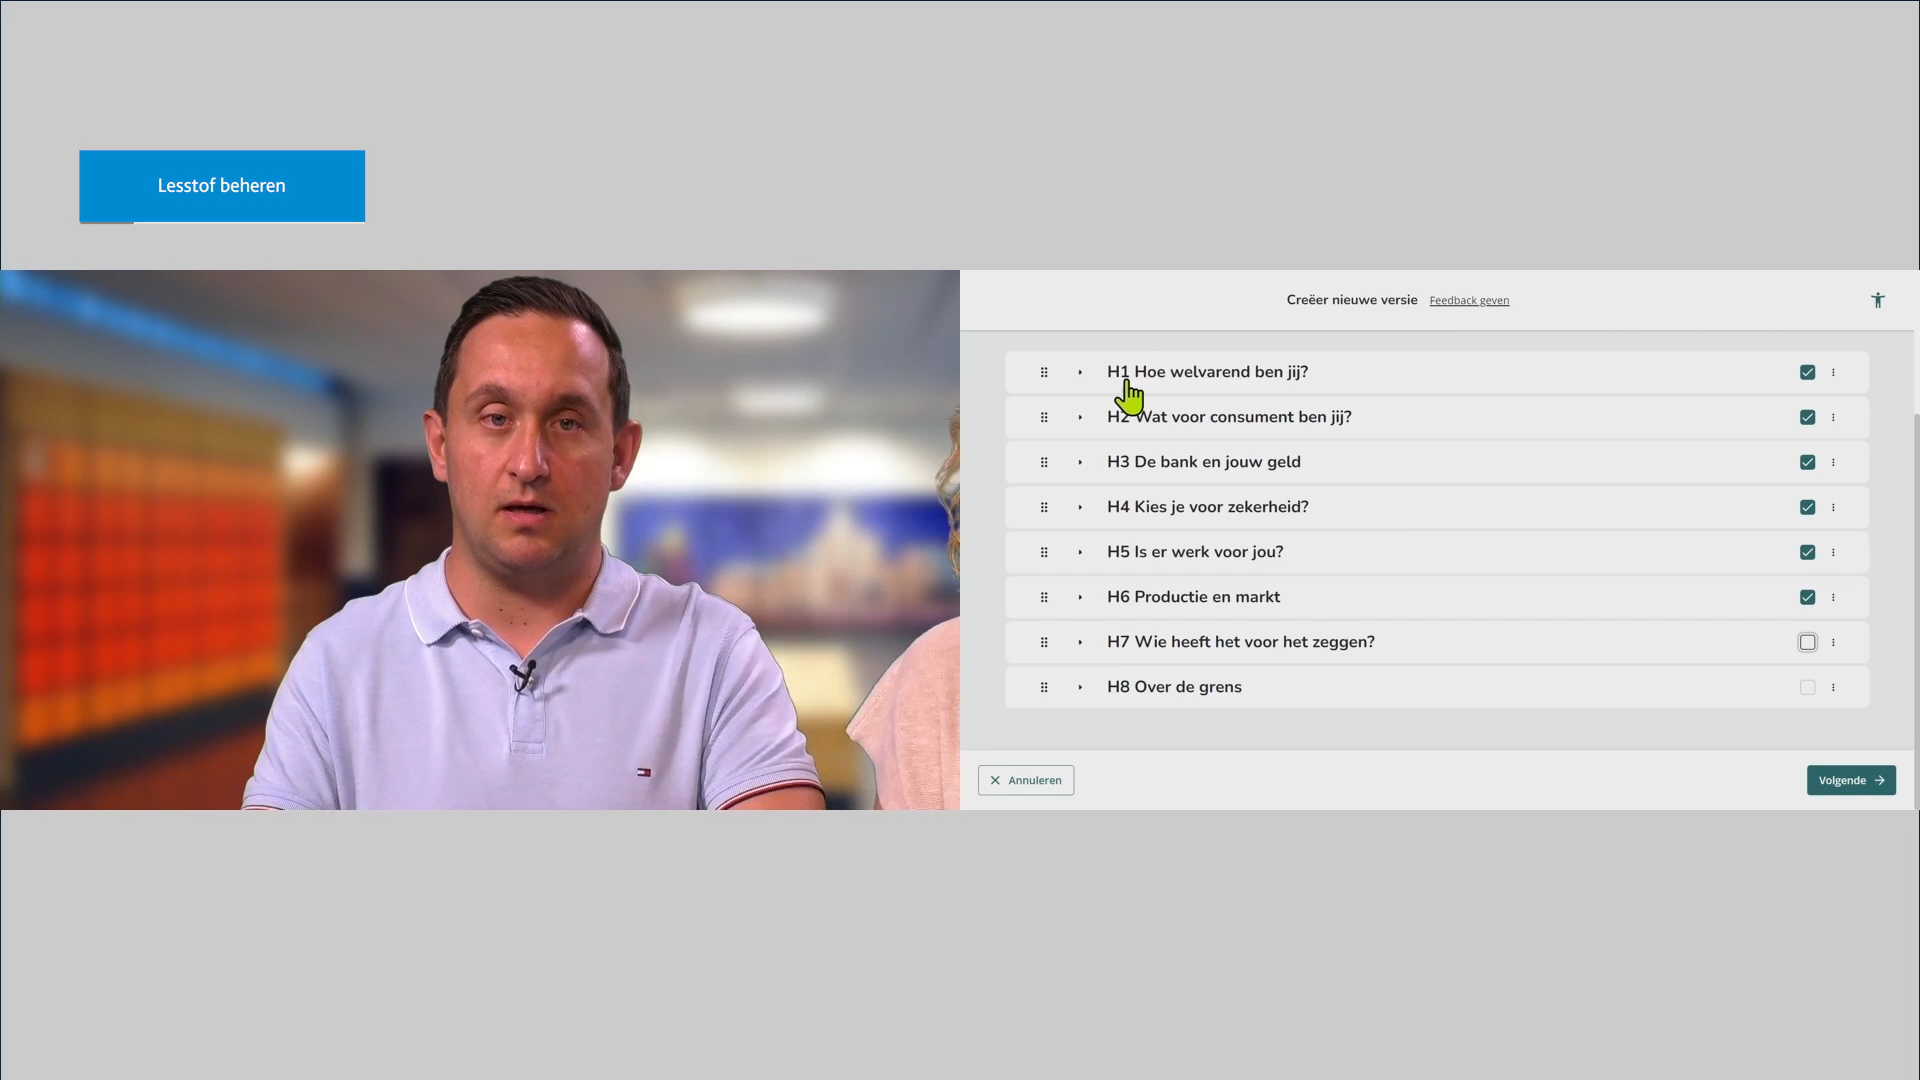 Lesstof beheren
Creëer nieuwe versie Feedback geven
H1 Hoe welvarend ben jij?
H2 Wat voor consument ben jij?
H3 De bank en jouw geld
H4 Kies je voor zekerheid?
H5 Is er werk voor jou?
H6 Productie en markt
H7 Wie heeft het voor het zeggen?
H8 Over de grens
Annuleren
Volgende